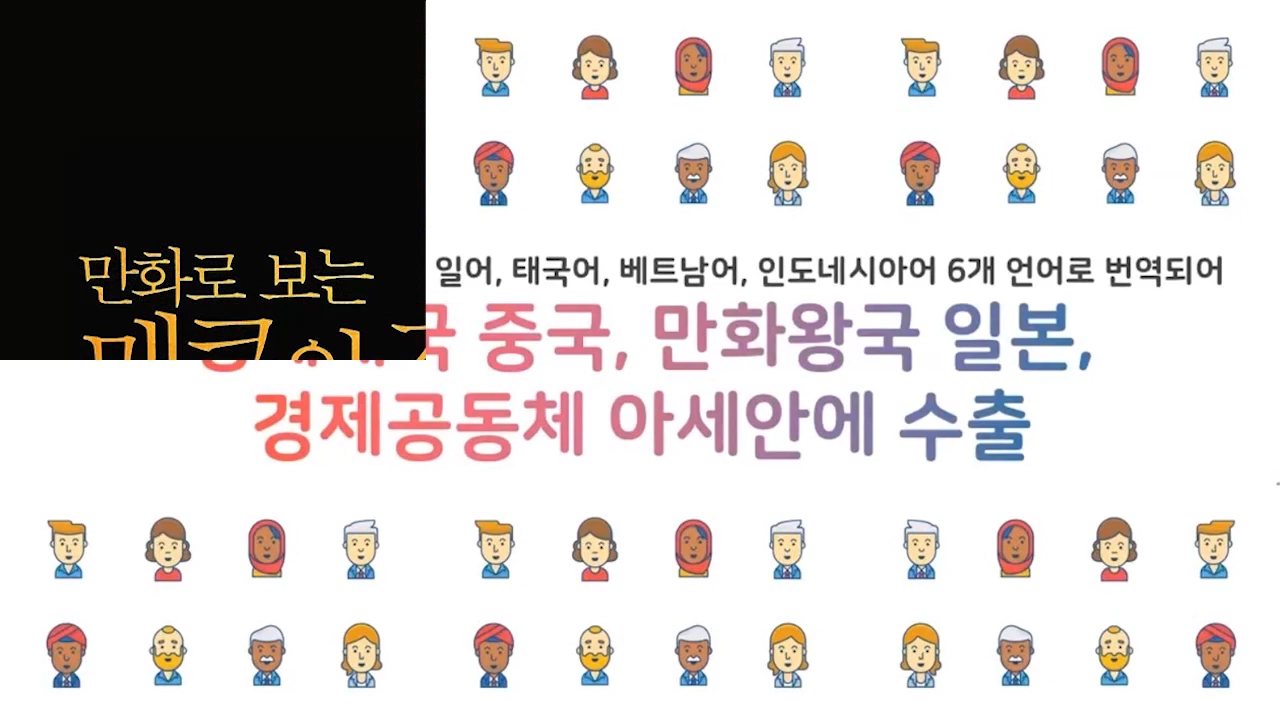 만화로 보는
일어, 태국어, 베트남어, 인도네시아어 6개 언어로 번역되어
중국, 만화왕국 일본,
경제공동체 아세안에 수출